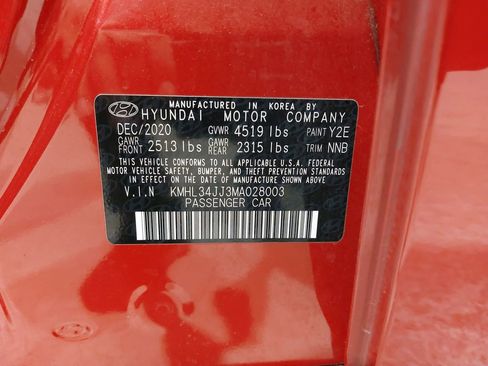 MANUFACTURED IN KOREA BY
HYUNDAI MOTOR COMPANY
DEC/2020 GVWR 4519 lbs PAINT Y2E
GAWR FRONT 2513 lbs GAWR REAR 2315 lbs TRIM NNB
THIS VEHICLE CONFORMS TO ALL APPLICABLE U.S.A. FEDERAL
MOTOR VEHICLE SAFETY, BUMPER, AND THEFT PREVENTION
STANDARDS IN EFFECT ON THE DATE OF MANUFACTURE SHOWN ABOVE.
V.I.N KMHL34JJ3MA028003
PASSENGER CAR